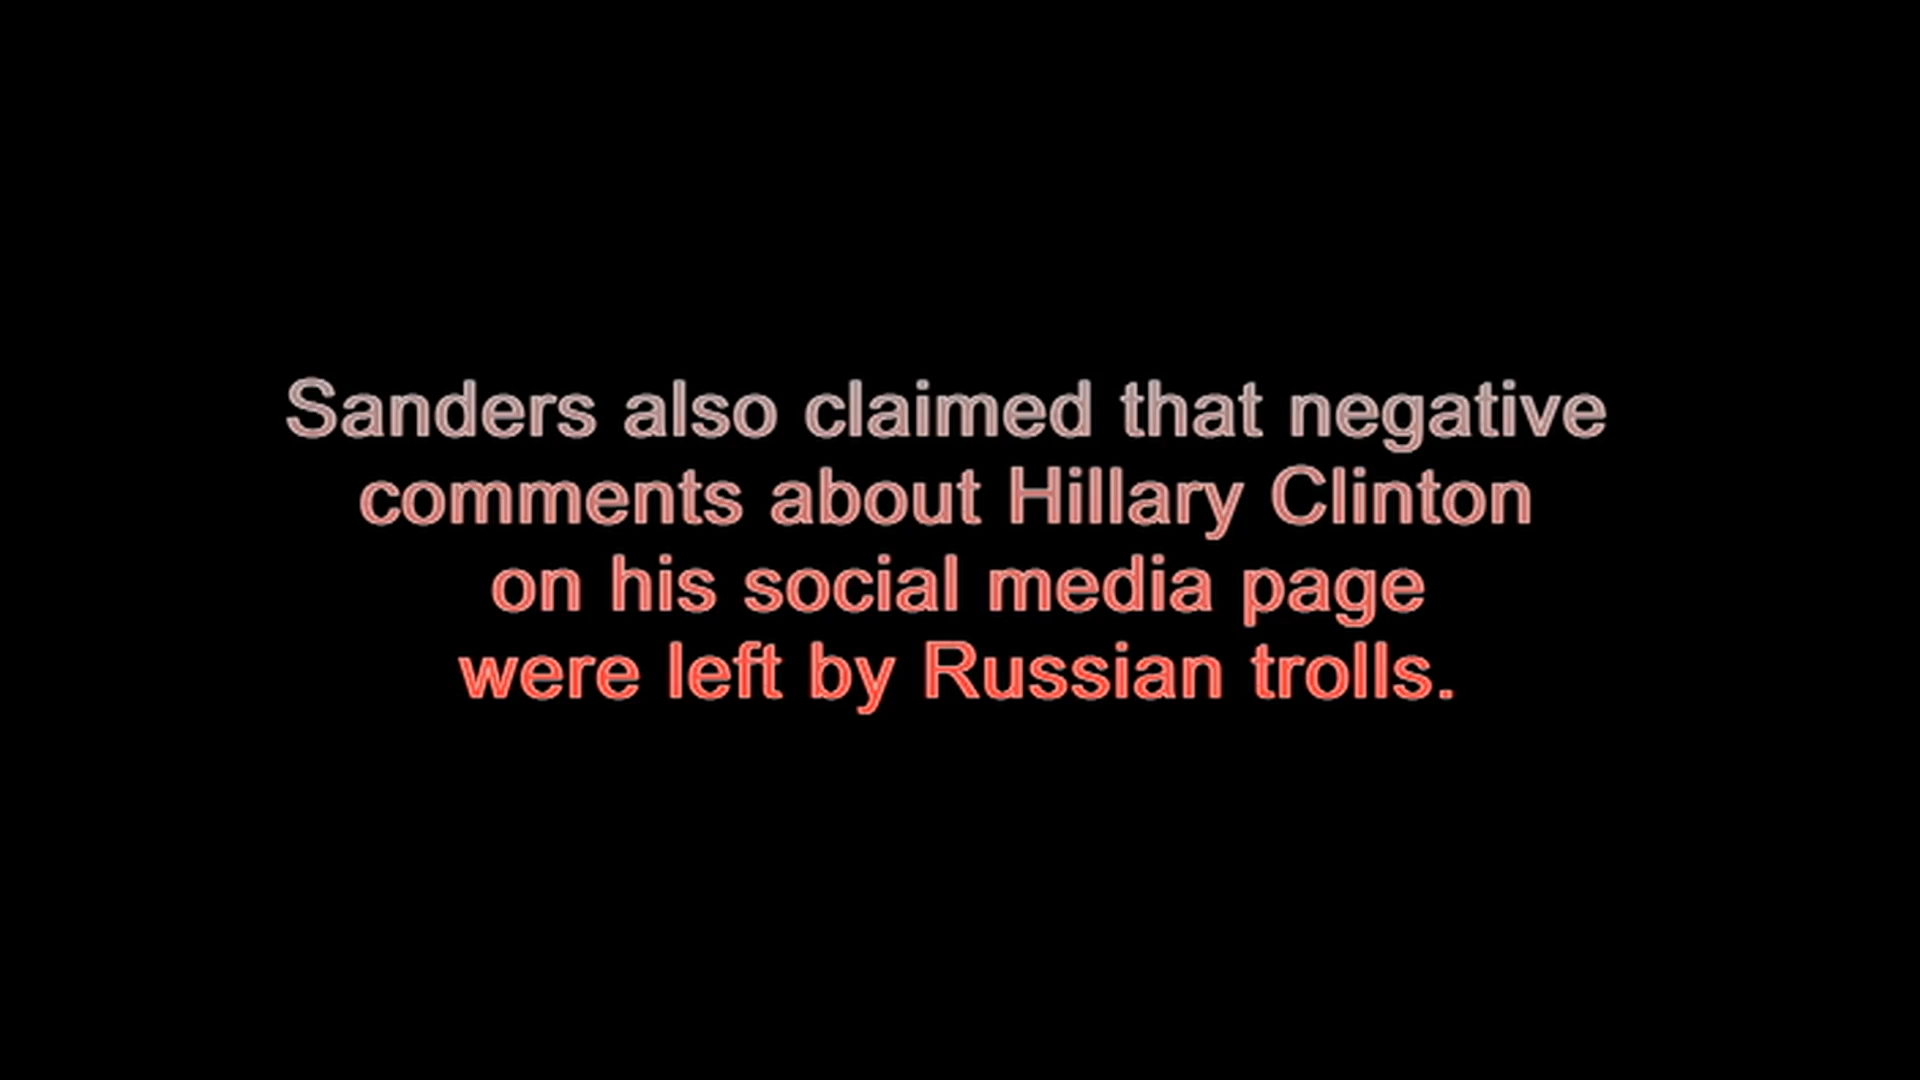 Sanders also claimed that negative
comments about Hillary Clinton
on his social media page
were left by Russian trolls.